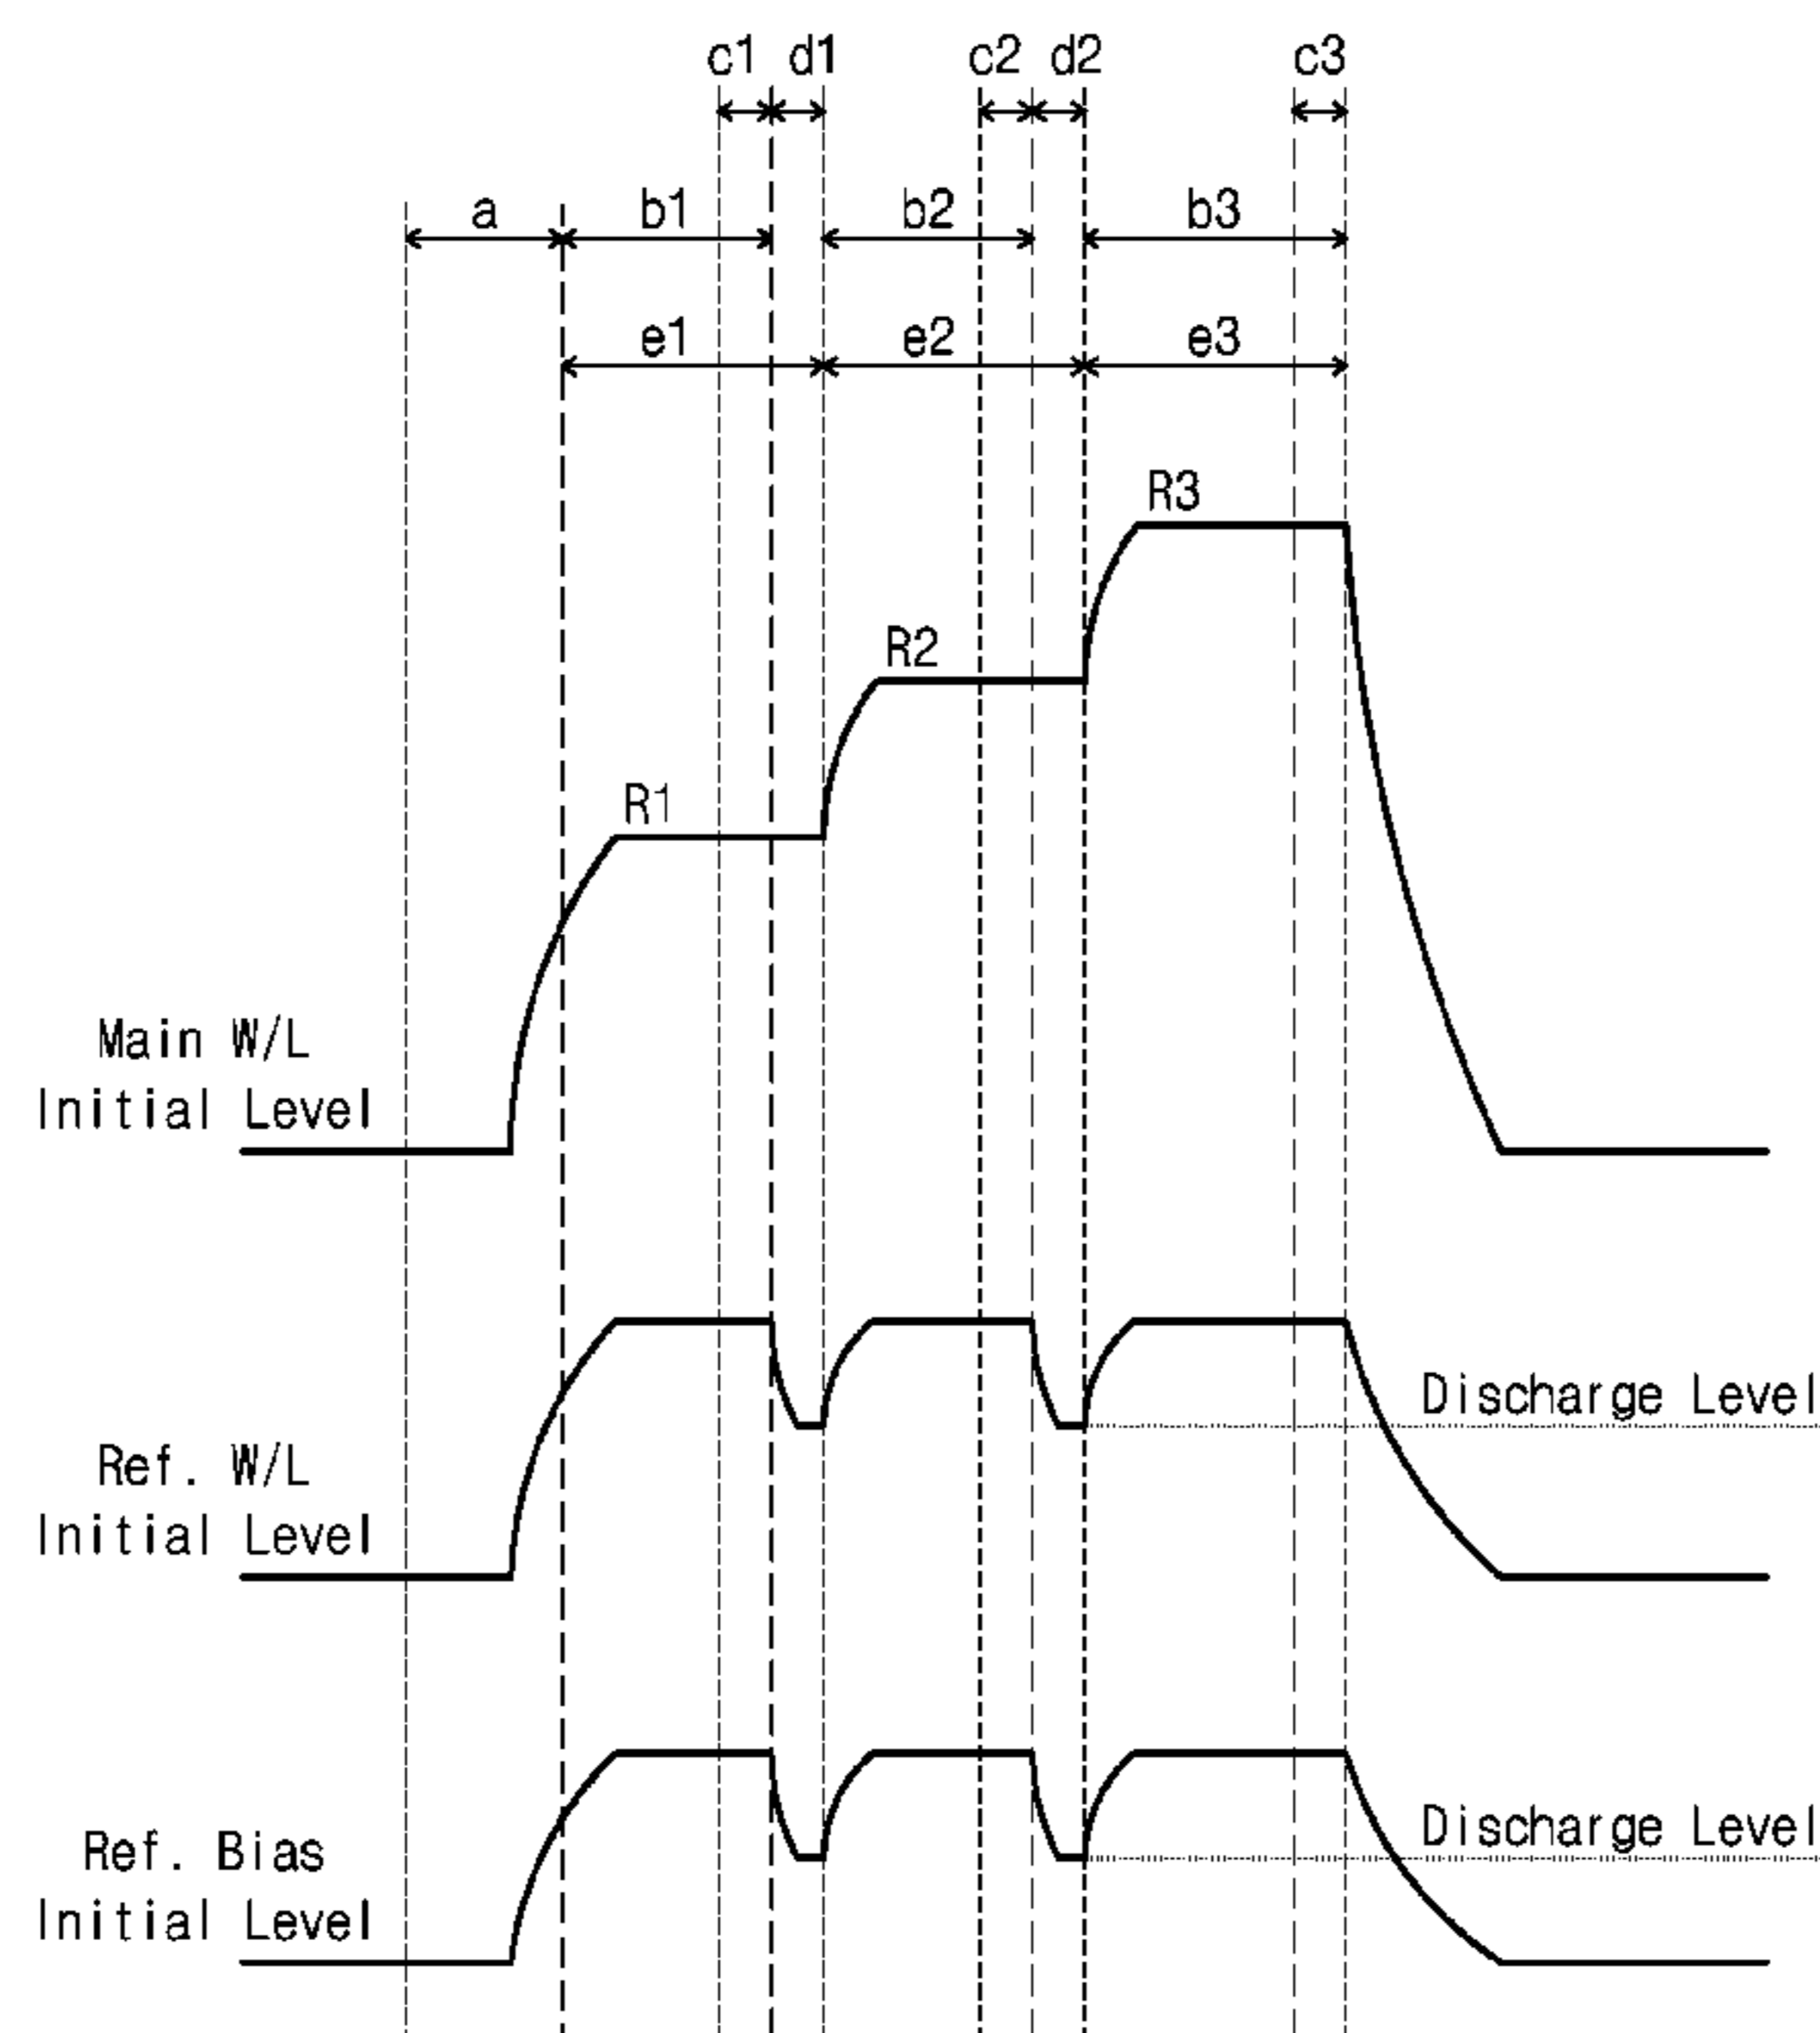 c1 d1 c2 d2 c3
a b1 b2 b3
e1 e2 e3
R3
R2
R1
Main W/L
Initial Level
Discharge Level
Ref. W/L
Initial Level
Discharge Level
Ref. Bias
Initial Level